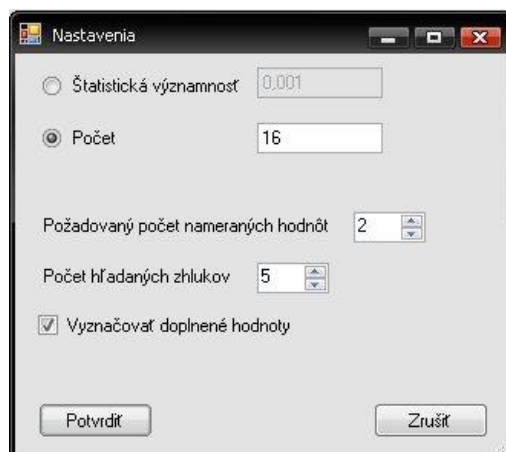 Nastavenia
Štatistická významnosť 0.001
Počet 16
Požadovaný počet nameraných hodnôt 2
Počet hľadaných zhlukov 5
Vyznačovať doplnené hodnoty
Potvrdiť Zrušiť